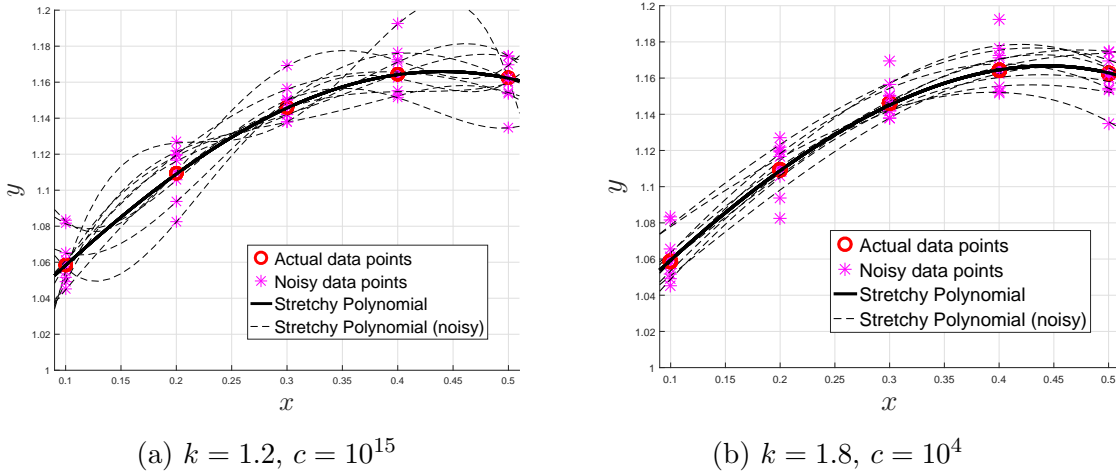 1.2
1.18
1.16
1.14
1.12
1.1
1.08
1.06
1.04
1.02
1
y
0.1 0.15 0.2 0.25 0.3 0.35 0.4 0.45 0.5
x
Actual data points
Noisy data points
Stretchy Polynomial
Stretchy Polynomial (noisy)
(a) k = 1.2, c = 10^15
1.2
1.18
1.16
1.14
1.12
1.1
1.08
1.06
1.04
1.02
1
y
0.1 0.15 0.2 0.25 0.3 0.35 0.4 0.45 0.5
x
Actual data points
Noisy data points
Stretchy Polynomial
Stretchy Polynomial (noisy)
(b) k = 1.8, c = 10^4